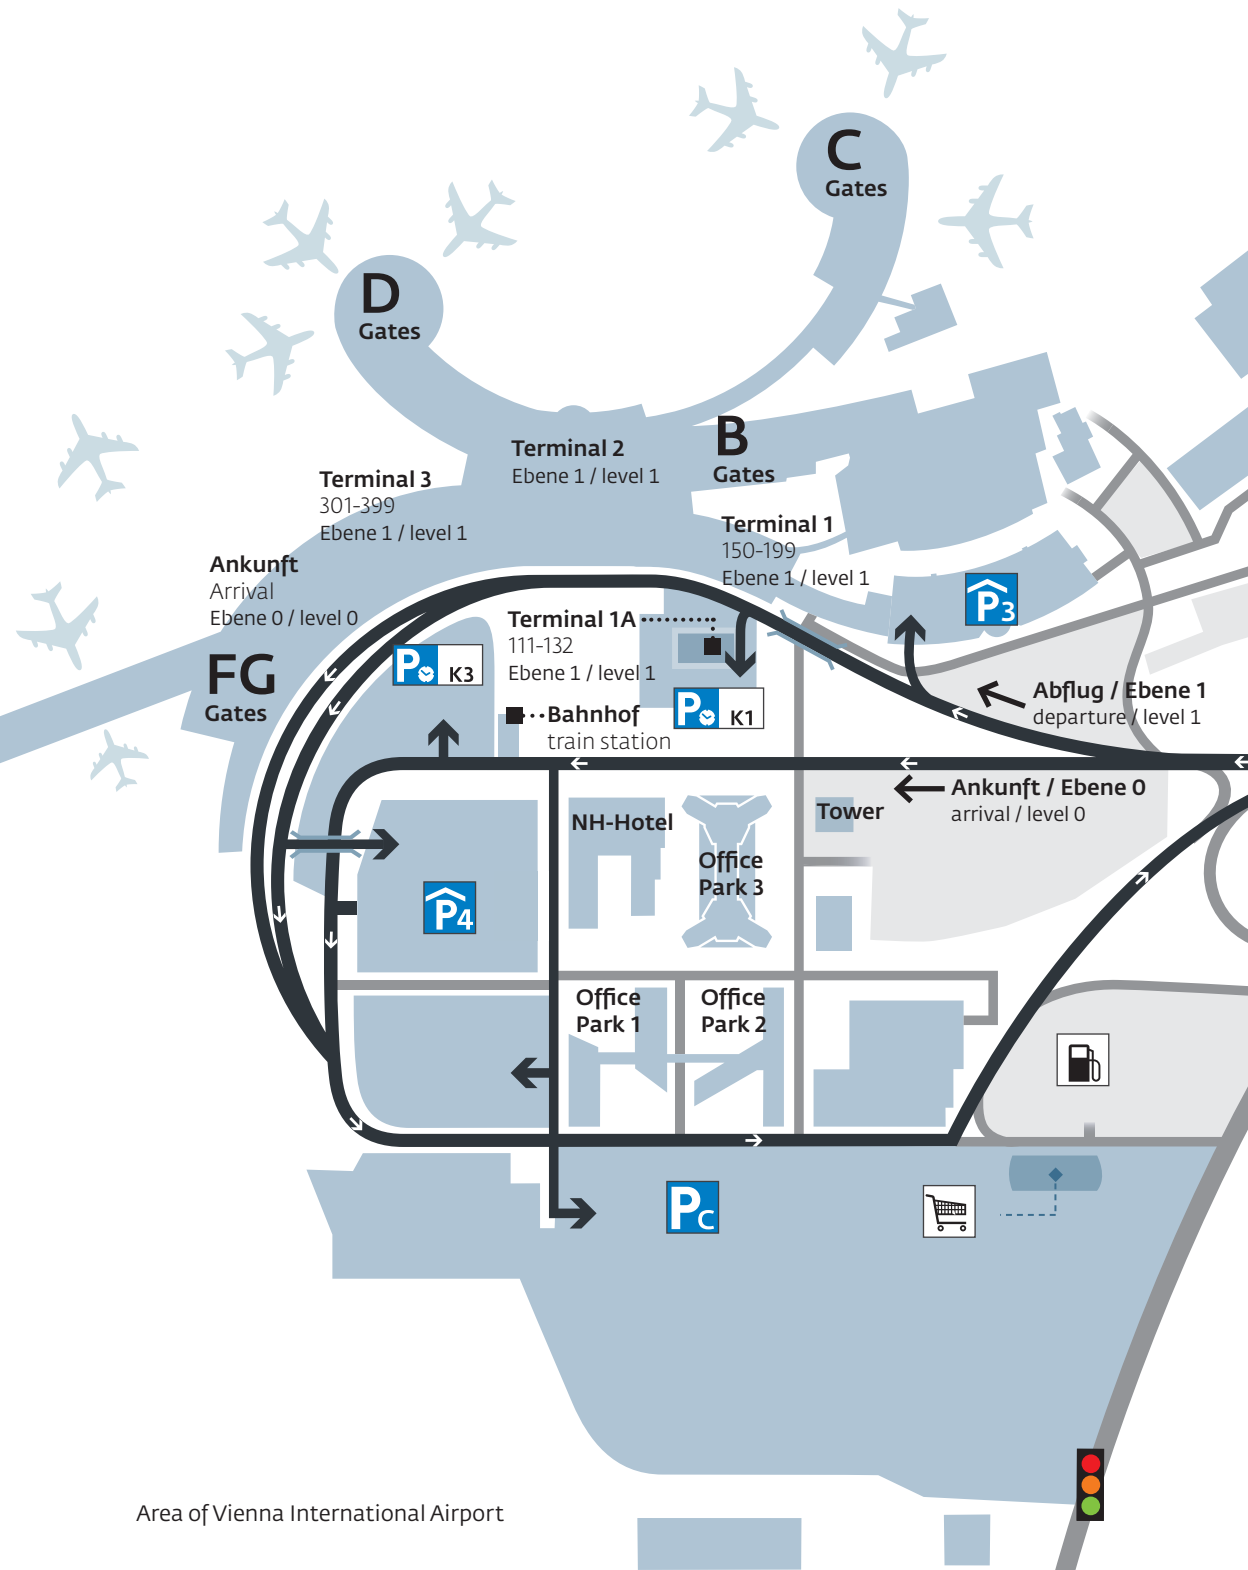 C
Gates
D
Gates
B
Gates
Terminal 2
Ebene 1 / level 1
Terminal 3
301-399
Ebene 1 / level 1
Terminal 1
150-199
Ebene 1 / level 1
Ankunft
Arrival
Ebene 0 / level 0
FG
Gates
P3
Terminal 1A
111-132
Ebene 1 / level 1
P K3
P K1
Bahnhof
train station
Abflug / Ebene 1
departure / level 1
Ankunft / Ebene 0
arrival / level 0
NH-Hotel
Tower
Office
Park 3
P4
Office
Park 1
Office
Park 2
PC
Area of Vienna International Airport